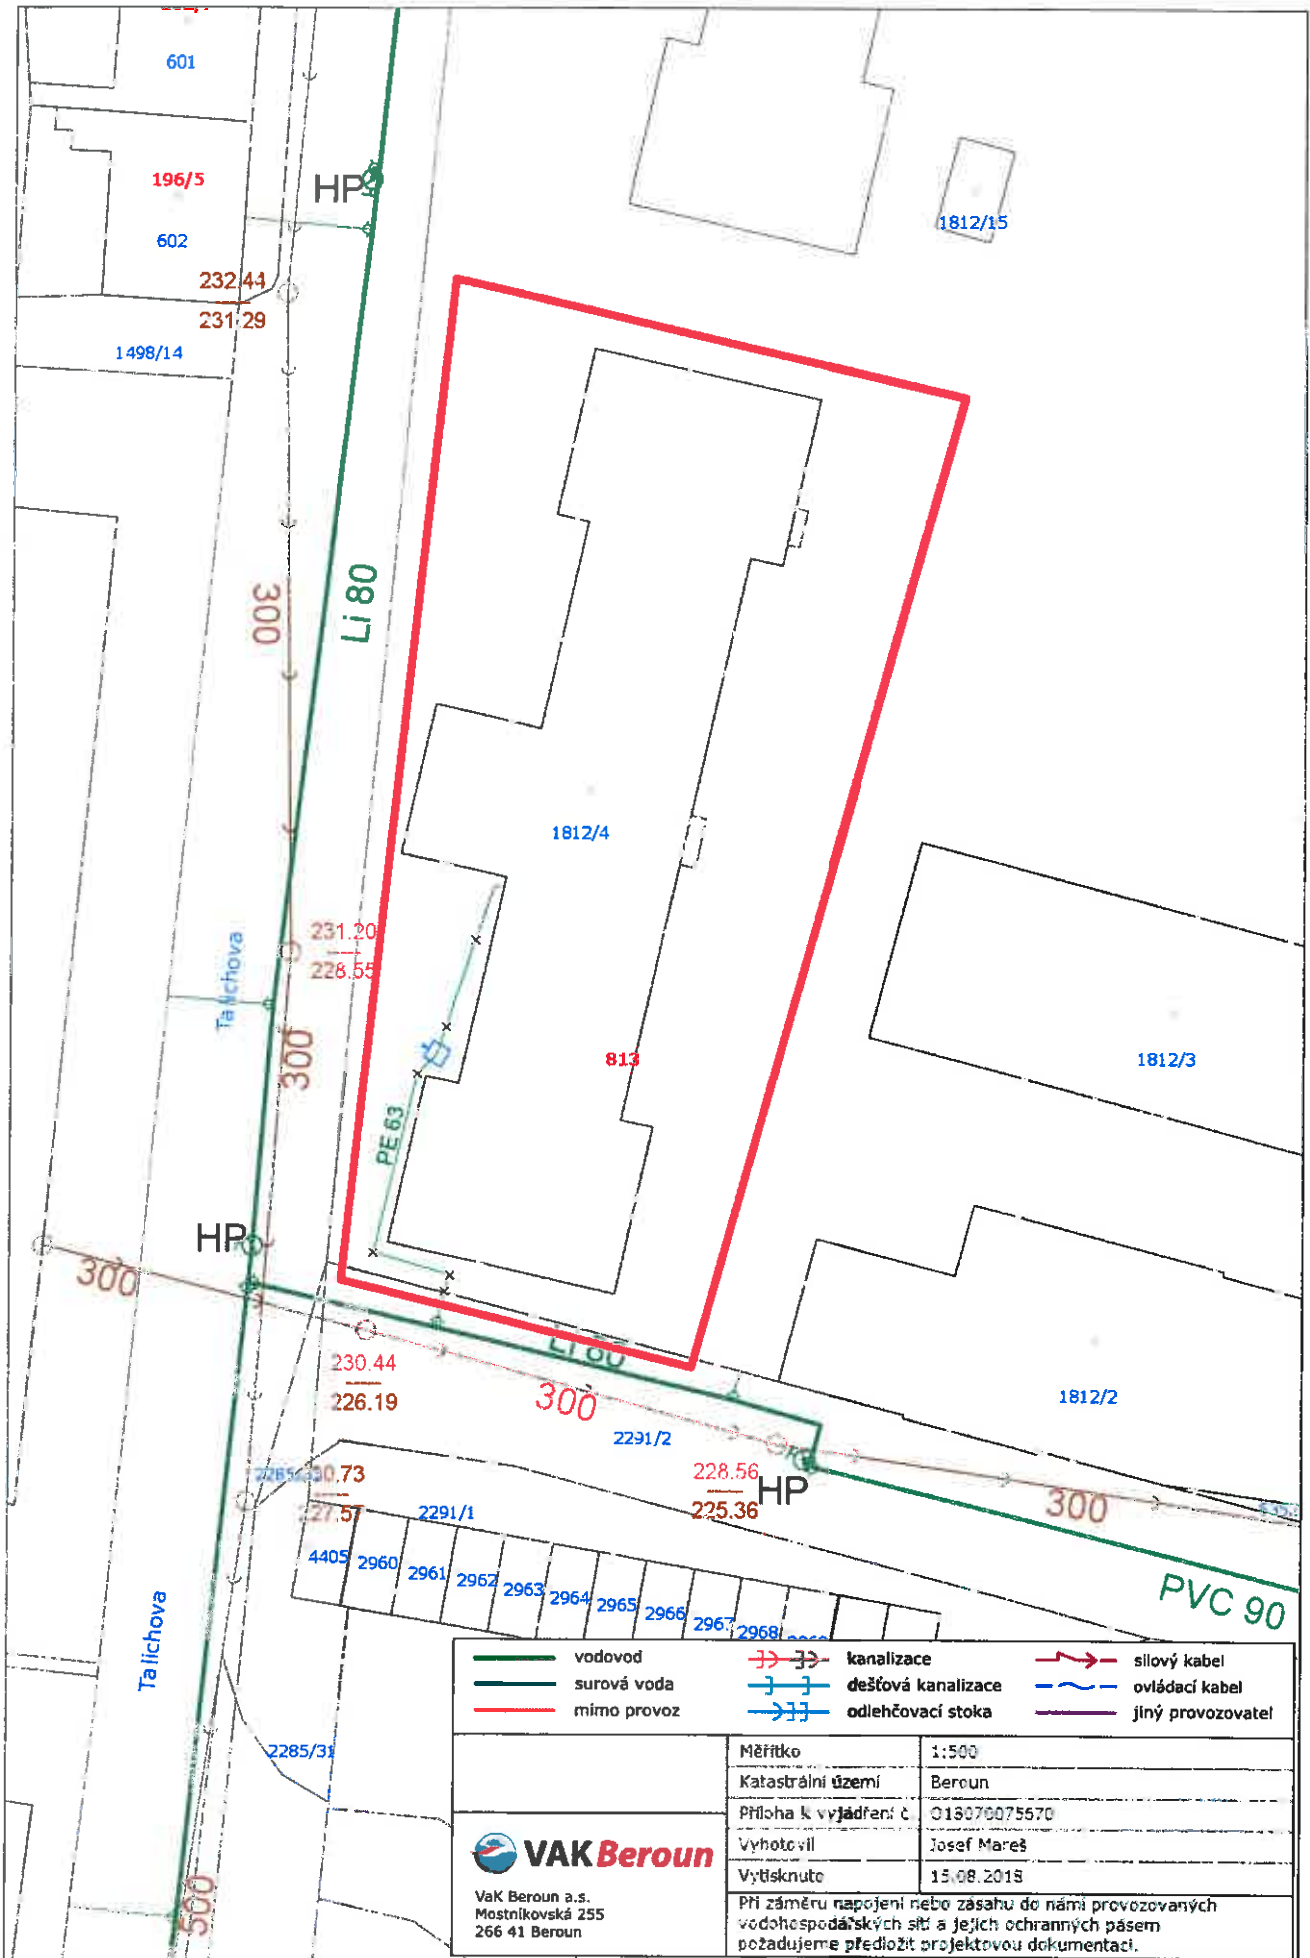 601
196/5
602
HP
1812/15
232.44
231.29
1498/14
300
Li 80
1812/4
Talichova
231.20
228.55
300
813
1812/3
PE 63
HP
300
Li 80
230.44
226.19
300
1812/2
2291/2
228.56
225.36
HP
300
227.57
2291/1
4405
2960
2961
2962
2963
2964
2965
2966
2967
2968
PVC 90
Talichova
2285/31
500
vodovod
surová voda
mimo provoz
kanalizace
dešťová kanalizace
odlehčovací stoka
silový kabel
ovládací kabel
jiný provozovatel
Měřítko 1:500
Katastrální území Beroun
Příloha k vyjádření č.
Vyhotovil Josef Mareš
Vytisknuto 15.08.2018
VAK Beroun
VaK Beroun a.s.
Mostníkovská 255
266 41 Beroun
Při záměru napojení nebo zásahu do námi provozovaných
vodohospodářských sítí a jejich ochranných pásem
požadujeme předložit projektovou dokumentaci.